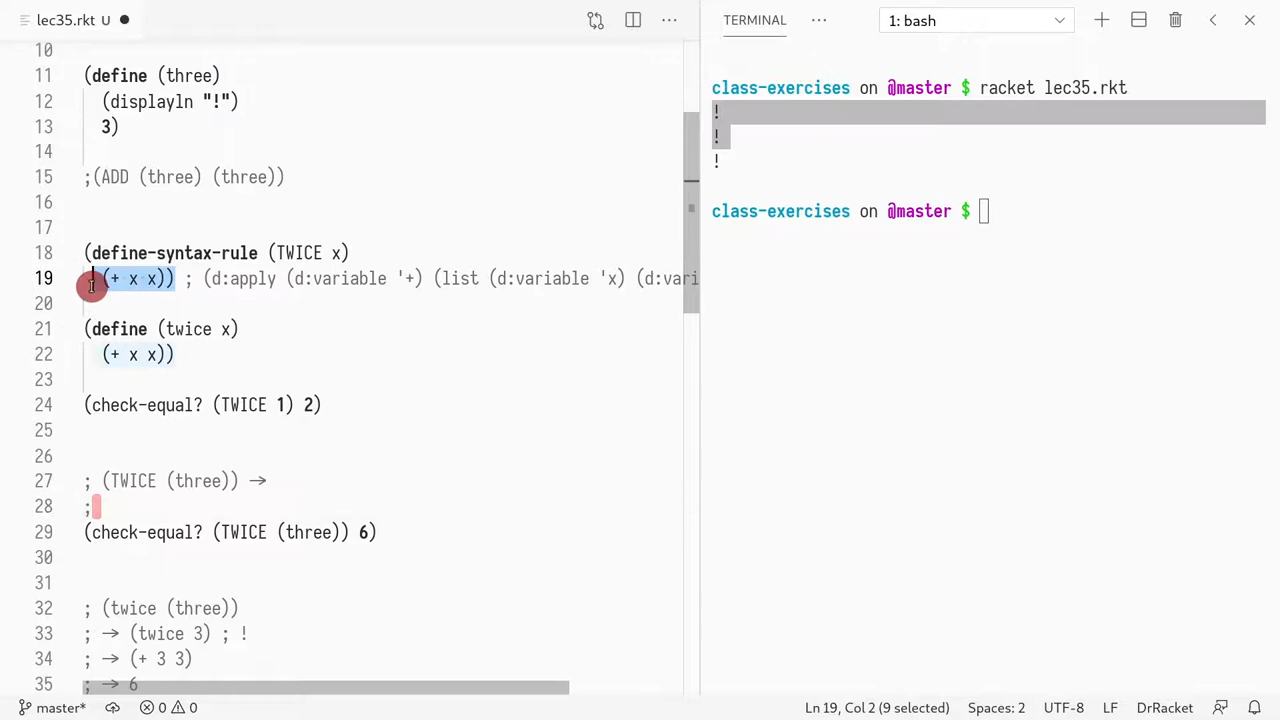 lec35.rkt U
TERMINAL
1: bash
10
11 (define (three)
12 (displayln "!")
13 3)
14
15 ;(ADD (three) (three))
16
17
18 (define-syntax-rule (TWICE x)
19 (+ x x)) ; (d:apply (d:variable '+) (list (d:variable 'x) (d:vari
20
21 (define (twice x)
22 (+ x x))
23
24 (check-equal? (TWICE 1) 2)
25
26
27 ; (TWICE (three)) →
28 ;
29 (check-equal? (TWICE (three)) 6)
30
31
32 ; (twice (three))
33 ; → (twice 3) ; !
34 ; → (+ 3 3)
35 ; → 6
class-exercises on @master $ racket lec35.rkt
!
!
!
class-exercises on @master $
master* 0 0 Ln 19, Col 2 (9 selected) Spaces: 2 UTF-8 LF DrRacket